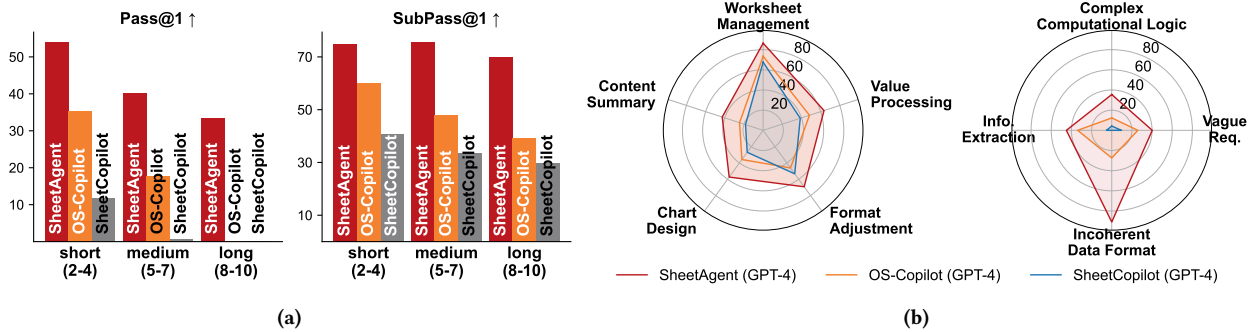 Pass@1 ↑
50
40
30
20
10
SheetAgent
OS-Copilot
SheetCopilot
SheetAgent
OS-Copilot
SheetCopilot
SheetAgent
OS-Copilot
SheetCopilot
short
(2-4)
medium
(5-7)
long
(8-10)
SubPass@1 ↑
70
50
30
10
SheetAgent
OS-Copilot
SheetCopilot
SheetAgent
OS-Copilot
SheetCopilot
SheetAgent
OS-Copilot
SheetCopilot
short
(2-4)
medium
(5-7)
long
(8-10)
(a)
Worksheet
Management
80
60
40
20
Content
Summary
Value
Processing
Chart
Design
Format
Adjustment
Complex
Computational Logic
80
60
40
20
Info.
Extraction
Vague
Req.
Incoherent
Data Format
SheetAgent (GPT-4)
OS-Copilot (GPT-4)
SheetCopilot (GPT-4)
(b)